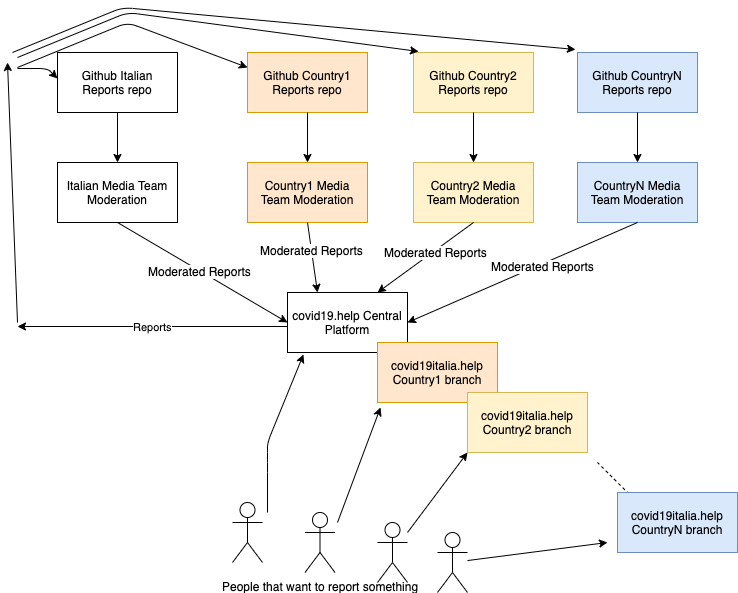 Github Italian
Reports repo
Github Country1
Reports repo
Github Country2
Reports repo
Github CountryN
Reports repo
Italian Media Team
Moderation
Country1 Media
Team Moderation
Country2 Media
Team Moderation
CountryN Media
Team Moderation
Moderated Reports
Moderated Reports
Moderated Reports
Moderated Reports
covid19.help Central
Platform
Reports
covid19italia.help
Country1 branch
covid19italia.help
Country2 branch
covid19italia.help
CountryN branch
People that want to report something